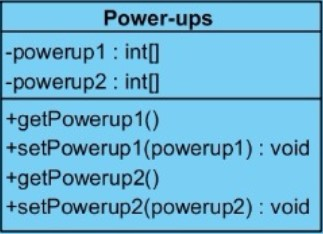 Power-ups
-powerup1 : int[]
-powerup2 : int[]
+getPowerup1()
+setPowerup1(powerup1) : void
+getPowerup2()
+setPowerup2(powerup2) : void